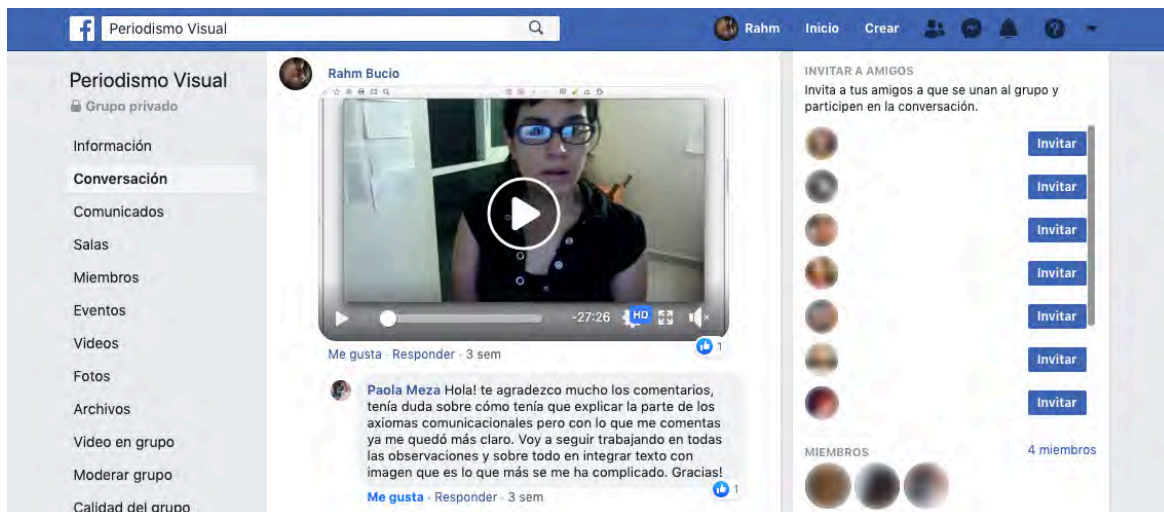 Periodismo Visual
Rahm
Inicio
Crear
Periodismo Visual
Grupo privado
Información
Conversación
Comunicados
Salas
Miembros
Eventos
Videos
Fotos
Archivos
Video en grupo
Moderar grupo
Calidad del grupo
Rahm Bucio
-27:26
HD
Me gusta · Responder · 3 sem
1
Paola Meza Hola! te agradezco mucho los comentarios,
tenía duda sobre cómo tenía que explicar la parte de los
axiomas comunicacionales pero con lo que me comentas
ya me quedó más claro. Voy a seguir trabajando en todas
las observaciones y sobre todo en integrar texto con
imagen que es lo que más se me ha complicado. Gracias!
1
Me gusta · Responder · 3 sem
INVITAR A AMIGOS
Invita a tus amigos a que se unan al grupo y
participen en la conversación.
Invitar
Invitar
Invitar
Invitar
Invitar
Invitar
Invitar
MIEMBROS
4 miembros